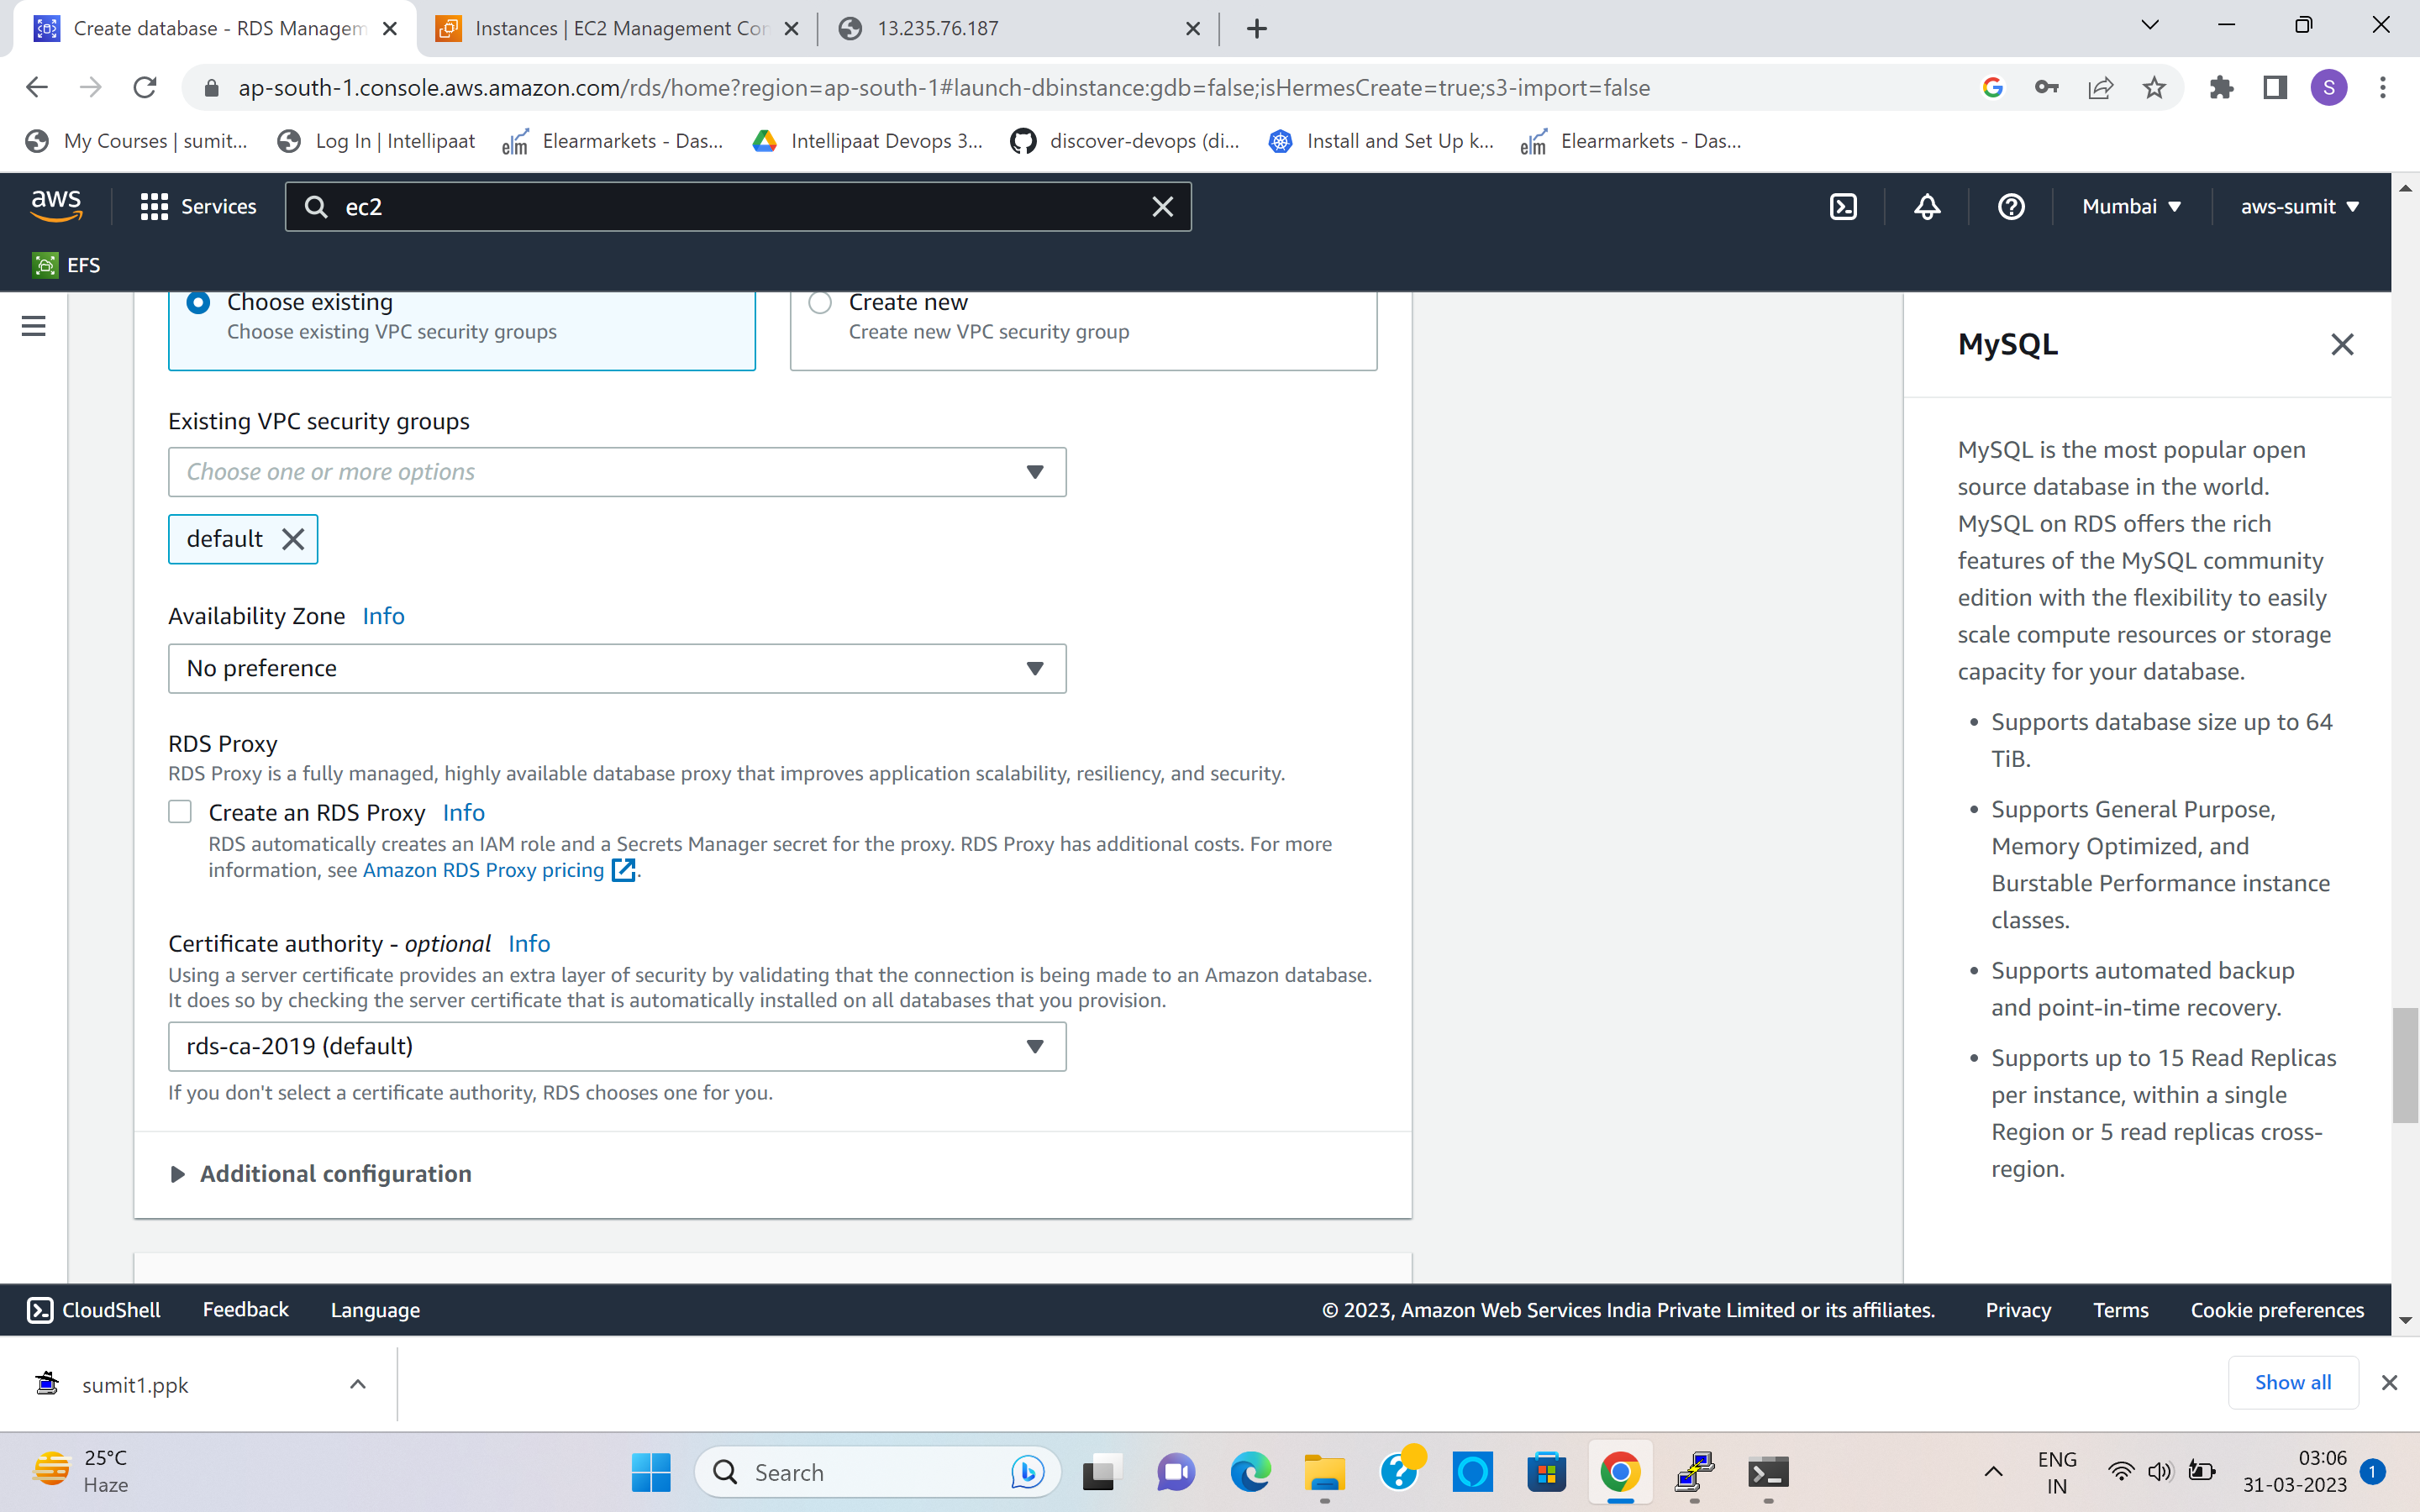 Create database - RDS Managem
Instances | EC2 Management Con
13.235.76.187
ap-south-1.console.aws.amazon.com/rds/home?region=ap-south-1#launch-dbinstance:gdb=false;isHermesCreate=true;s3-import=false
S
My Courses | sumit...
Log In | Intellipaat
elm
Elearmarkets - Das...
Intellipaat Devops 3...
discover-devops (di...
Install and Set Up k...
elm
Elearmarkets - Das...
aws
Services
ec2
Mumbai
aws-sumit
EFS
Choose existing
Choose existing VPC security groups
Create new
Create new VPC security group
Existing VPC security groups
Choose one or more options
default
Availability Zone Info
No preference
RDS Proxy
RDS Proxy is a fully managed, highly available database proxy that improves application scalability, resiliency, and security.
Create an RDS Proxy Info
RDS automatically creates an IAM role and a Secrets Manager secret for the proxy. RDS Proxy has additional costs. For more
information, see Amazon RDS Proxy pricing .
Certificate authority - optional Info
Using a server certificate provides an extra layer of security by validating that the connection is being made to an Amazon database.
It does so by checking the server certificate that is automatically installed on all databases that you provision.
rds-ca-2019 (default)
If you don't select a certificate authority, RDS chooses one for you.
Additional configuration
MySQL
MySQL is the most popular open
source database in the world.
MySQL on RDS offers the rich
features of the MySQL community
edition with the flexibility to easily
scale compute resources or storage
capacity for your database.
• Supports database size up to 64
TiB.
• Supports General Purpose,
Memory Optimized, and
Burstable Performance instance
classes.
• Supports automated backup
and point-in-time recovery.
• Supports up to 15 Read Replicas
per instance, within a single
Region or 5 read replicas cross-
region.
CloudShell
Feedback
Language
© 2023, Amazon Web Services India Private Limited or its affiliates.
Privacy
Terms
Cookie preferences
sumit1.ppk
Show all
25°C
Haze
Search
ENG
IN
03:06
31-03-2023
1